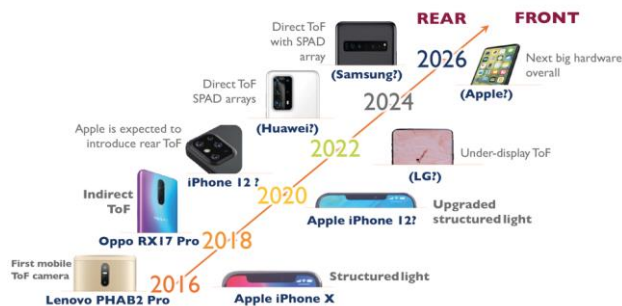 REAR
FRONT
Direct ToF
with SPAD
array
(Samsung?)
2026
Next big hardware
overall
(Apple?)
Direct ToF
SPAD arrays
2024
(Huawei?)
Apple is expected to
introduce rear ToF
2022
Under-display ToF
(LG?)
iPhone 12 ?
Indirect
ToF
2020
Apple iPhone 12?
Upgraded
structured light
Oppo RX17 Pro
2018
First mobile
ToF camera
Lenovo PHAB2 Pro
2016
Structured light
Apple iPhone X